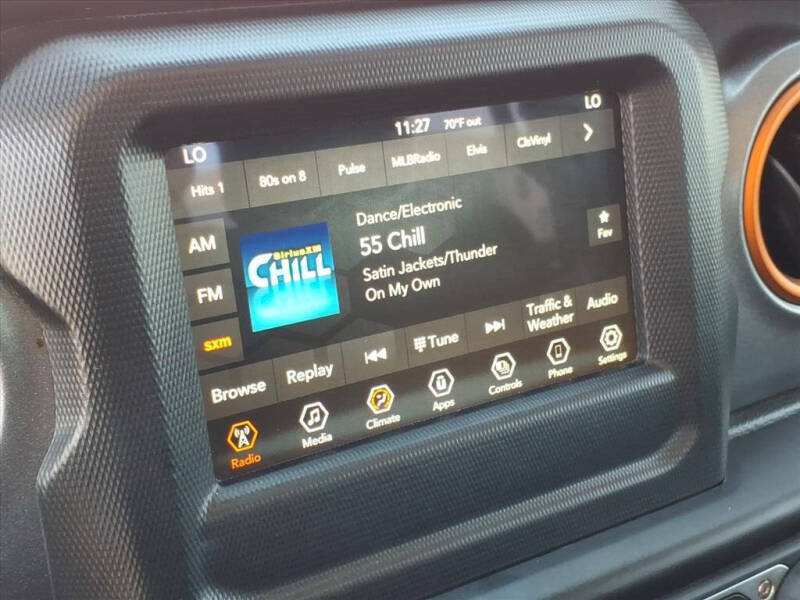 11:27 70°F out LO
LO
Hits 1 80s on 8 Pulse MLBRadio Elvis ClsVinyl
AM
FM
sxm
SiriusXM
CHILL
Dance/Electronic
55 Chill
Satin Jackets/Thunder
On My Own
Fav
Browse Replay Tune Traffic & Weather Audio
Radio Media Climate Apps Controls Phone Settings